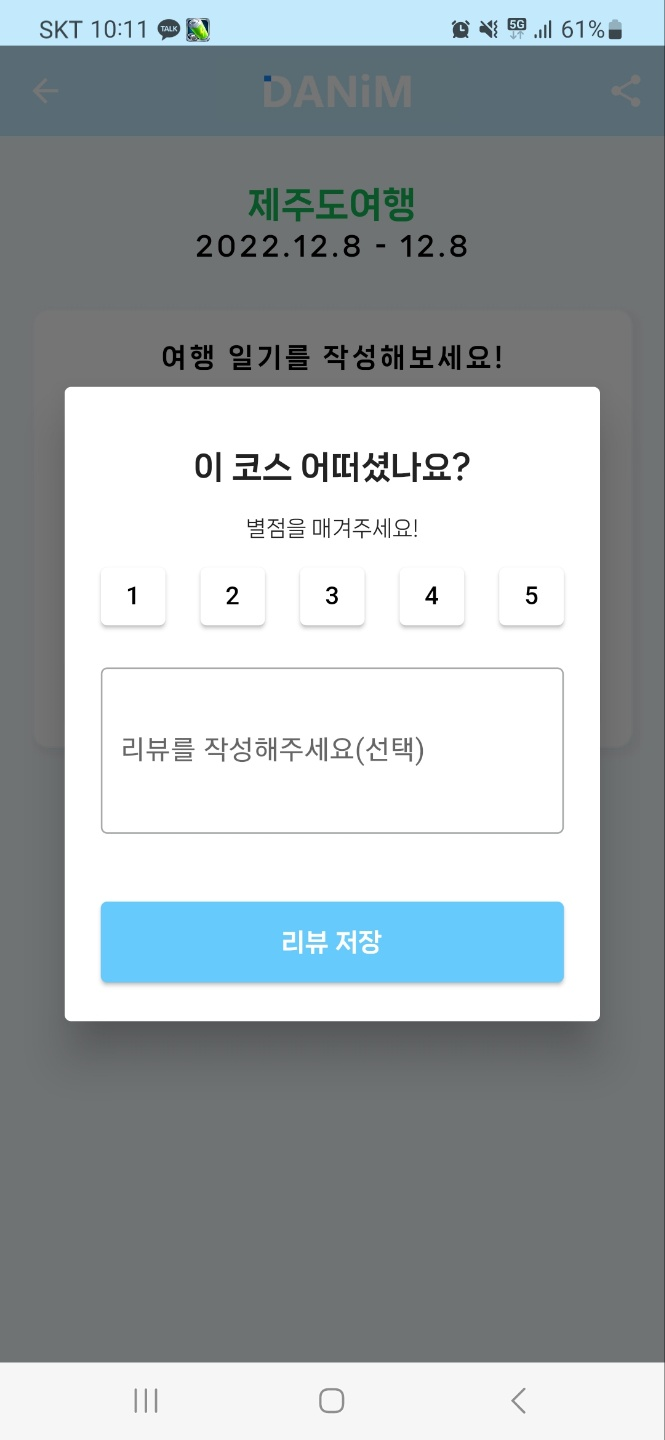 SKT 10:11 TALK 5G 61%
DANiM
제주도여행
2022.12.8 - 12.8
여행 일기를 작성해보세요!
이 코스 어떠셨나요?
별점을 매겨주세요!
1 2 3 4 5
리뷰를 작성해주세요(선택)
리뷰 저장